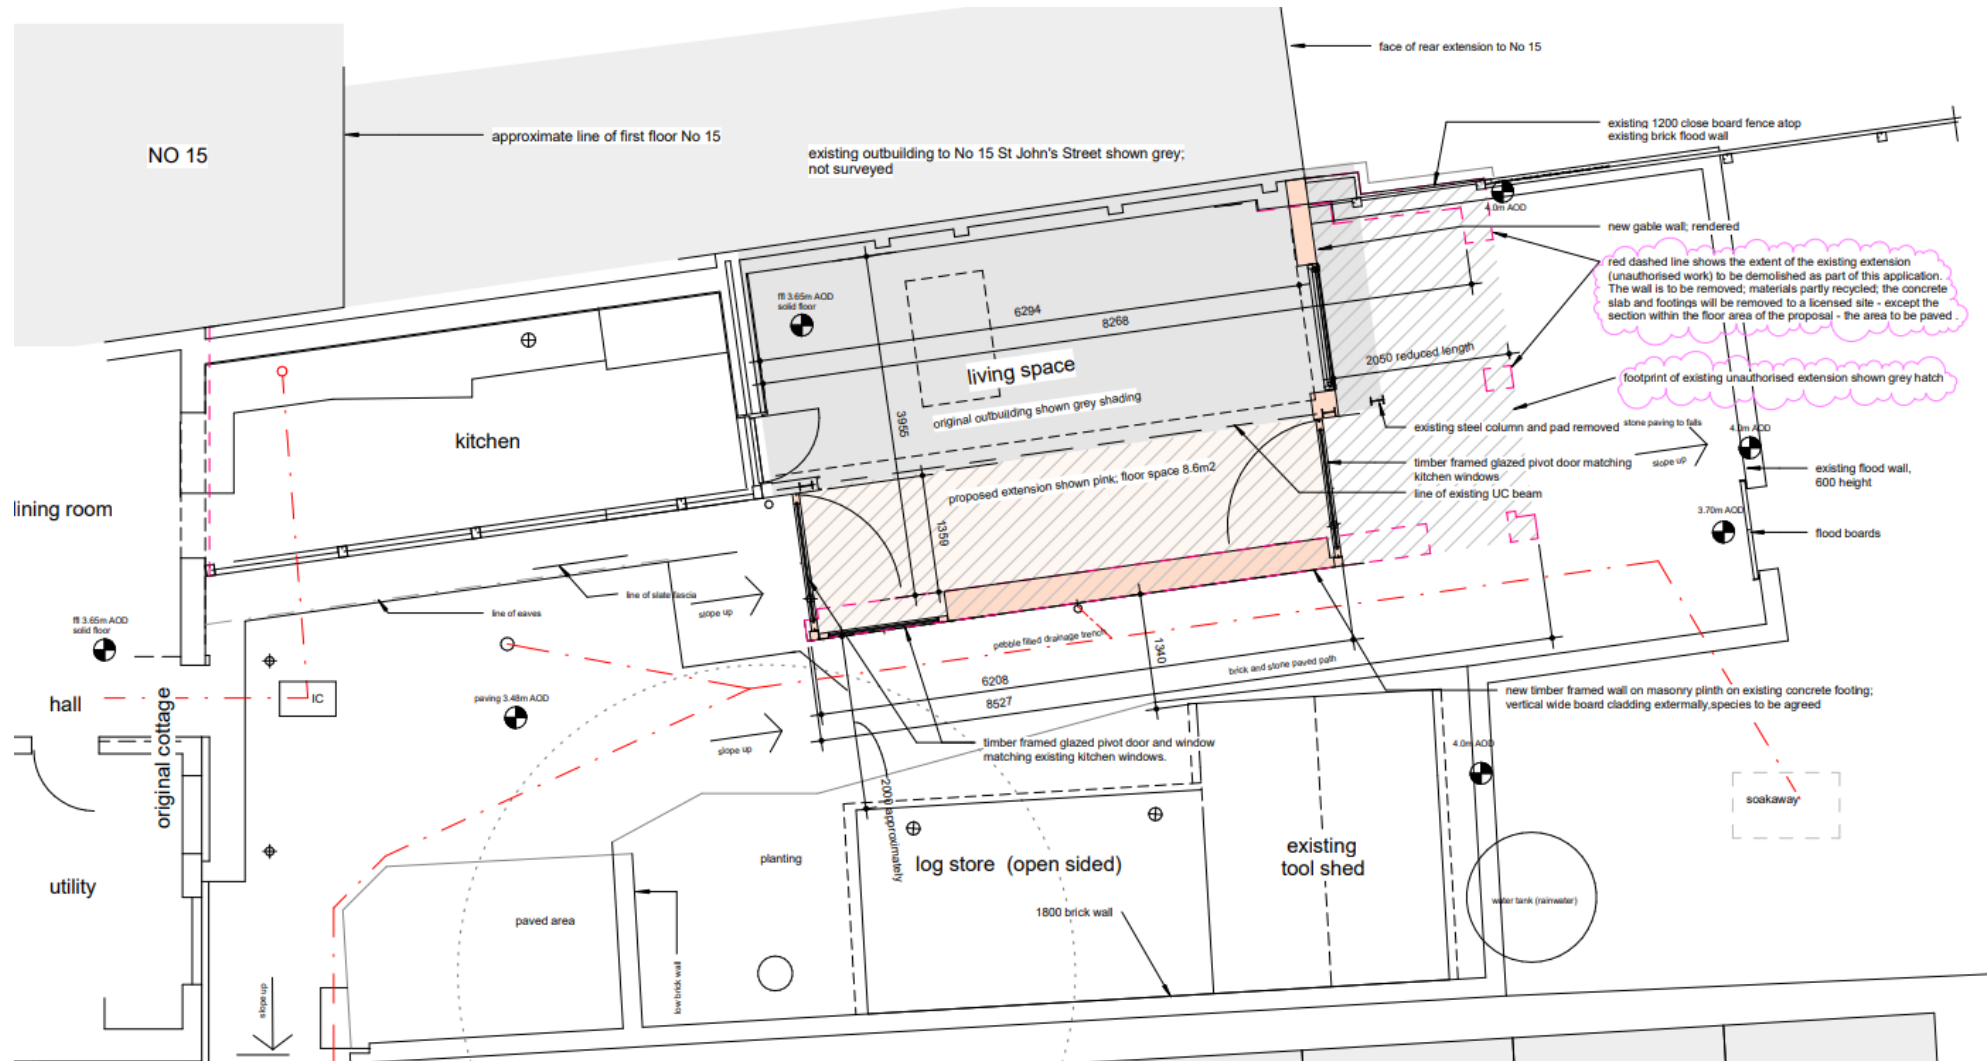 face of rear extension to No 15
existing 1200 close board fence atop
existing brick flood wall
approximate line of first floor No 15
NO 15
existing outbuilding to No 15 St John's Street shown grey;
not surveyed
4.0m AOD
new gable wall; rendered
red dashed line shows the extent of the existing extension
(unauthorised work) to be demolished as part of this application.
The wall is to be removed; materials partly recycled; the concrete
slab and footings will be removed to a licensed site - except the
section within the floor area of the proposal - the area to be paved .
ffl 3.65m AOD
solid floor
6294
8268
living space
2050 reduced length
footprint of existing unauthorised extension shown grey hatch
original outbuilding shown grey shading
3955
existing steel column and pad removed
stone paving to falls
4.0m AOD
slope up
kitchen
timber framed glazed pivot door matching
kitchen windows
line of existing UC beam
existing flood wall,
600 height
proposed extension shown pink; floor space 8.6m2
1359
3.70m AOD
flood boards
lining room
line of slate fascia
line of eaves
slope up
ffl 3.65m AOD
solid floor
pebble filled drainage trench
1340
brick and stone paved path
6208
8527
hall
IC
original cottage
paving 3.48m AOD
slope up
new timber framed wall on masonry plinth on existing concrete footing;
vertical wide board cladding extermally,species to be agreed
timber framed glazed pivot door and window
matching existing kitchen windows.
4.0m AOD
2000 approximately
soakaway
planting
log store (open sided)
existing
tool shed
utility
paved area
1800 brick wall
water tank (rainwater)
low brick wall
slope up